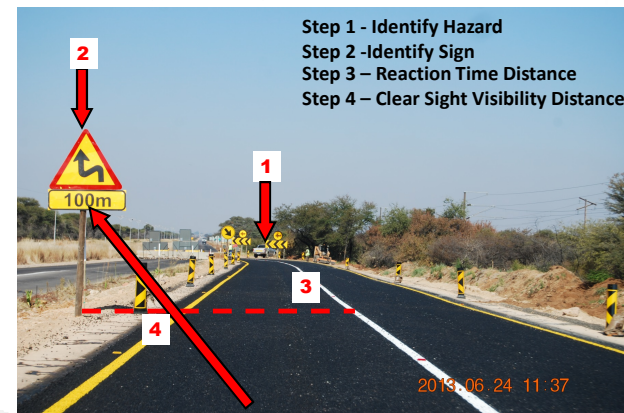 Step 1 - Identify Hazard
Step 2 -Identify Sign
Step 3 – Reaction Time Distance
Step 4 – Clear Sight Visibility Distance
2
1
100m
3
4
2013.06.24 11:37